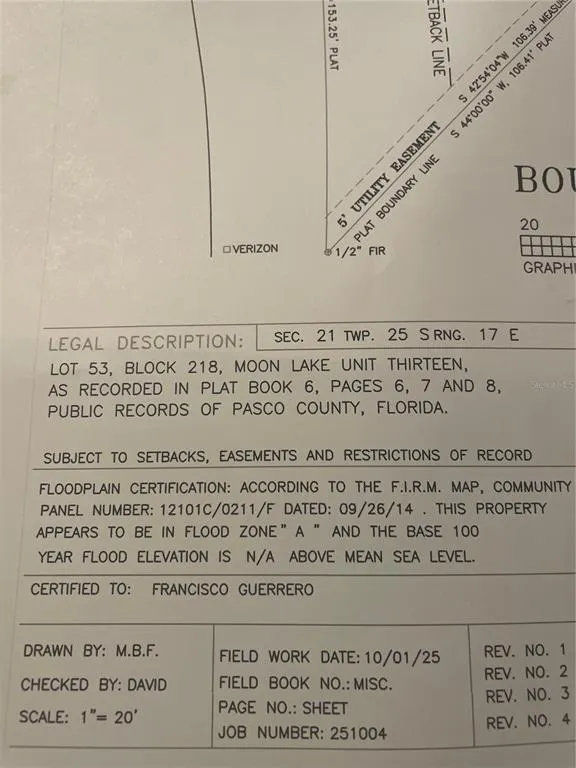 153.25' PLAT
ETBACK LINE
S 42°54'04"W 106.39' MEASUR
S 44°00'00" W, 106.41' PLAT
5' UTILITY EASEMENT
PLAT BOUNDARY LINE
BOU
20
GRAPHI
VERIZON
1/2" FIR
LEGAL DESCRIPTION: SEC. 21 TWP. 25 S RNG. 17 E
LOT 53, BLOCK 218, MOON LAKE UNIT THIRTEEN,
AS RECORDED IN PLAT BOOK 6, PAGES 6, 7 AND 8,
PUBLIC RECORDS OF PASCO COUNTY, FLORIDA.
SUBJECT TO SETBACKS, EASEMENTS AND RESTRICTIONS OF RECORD
FLOODPLAIN CERTIFICATION: ACCORDING TO THE F.I.R.M. MAP, COMMUNITY
PANEL NUMBER: 12101C/0211/F DATED: 09/26/14 . THIS PROPERTY
APPEARS TO BE IN FLOOD ZONE " A " AND THE BASE 100
YEAR FLOOD ELEVATION IS N/A ABOVE MEAN SEA LEVEL.
CERTIFIED TO: FRANCISCO GUERRERO
DRAWN BY: M.B.F.
CHECKED BY: DAVID
SCALE: 1"= 20'
FIELD WORK DATE: 10/01/25
FIELD BOOK NO.: MISC.
PAGE NO.: SHEET
JOB NUMBER: 251004
REV. NO. 1
REV. NO. 2
REV. NO. 3
REV. NO. 4